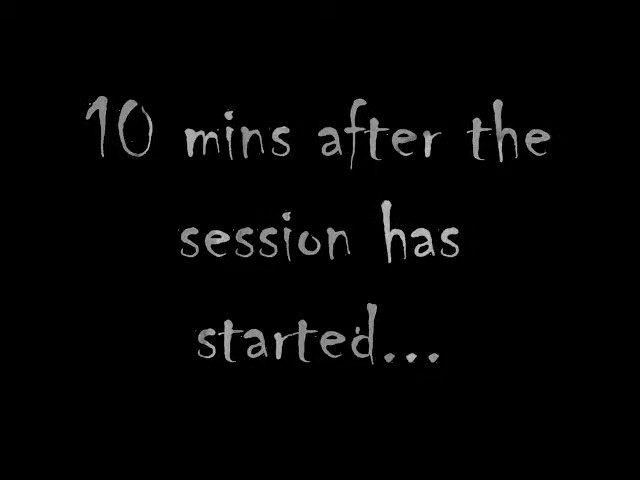 10 mins after the
session has
started...